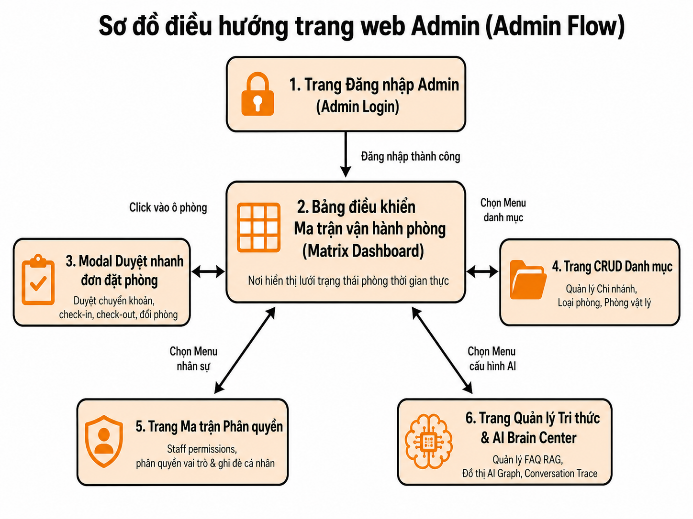 Sơ đồ điều hướng trang web Admin (Admin Flow)
1. Trang Đăng nhập Admin
(Admin Login)
Đăng nhập thành công
Click vào ô phòng
2. Bảng điều khiển
Ma trận vận hành phòng
(Matrix Dashboard)
Nơi hiển thị lưới trạng thái phòng thời gian thực
Chọn Menu
danh mục
3. Modal Duyệt nhanh
đơn đặt phòng
Duyệt chuyển khoản,
check-in, check-out, đổi phòng
4. Trang CRUD Danh mục
Quản lý Chi nhánh,
Loại phòng, Phòng vật lý
Chọn Menu
nhân sự
Chọn Menu
cấu hình AI
5. Trang Ma trận Phân quyền
Staff permissions,
phân quyền vai trò & ghi đè cá nhân
6. Trang Quản lý Tri thức
& AI Brain Center
Quản lý FAQ RAG,
Đồ thị AI Graph, Conversation Trace